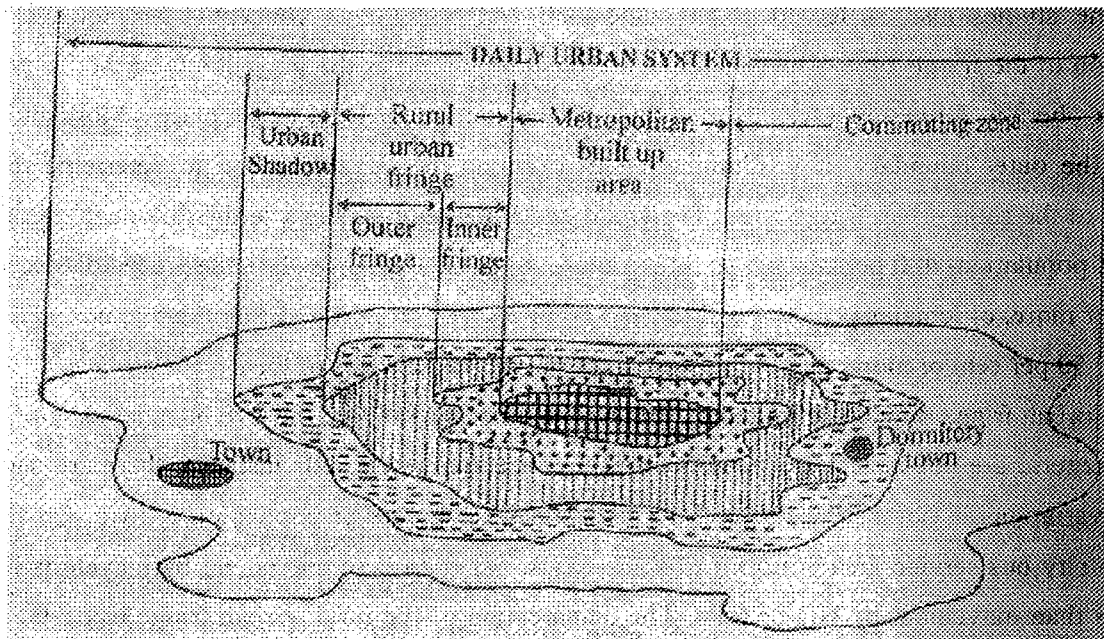 DAILY URBAN SYSTEM
Urban
Shadow
Rural
urban
fringe
Metropolitan
built up
area
Commuting zone
Outer
fringe
Inner
fringe
Town
Dormitory
town